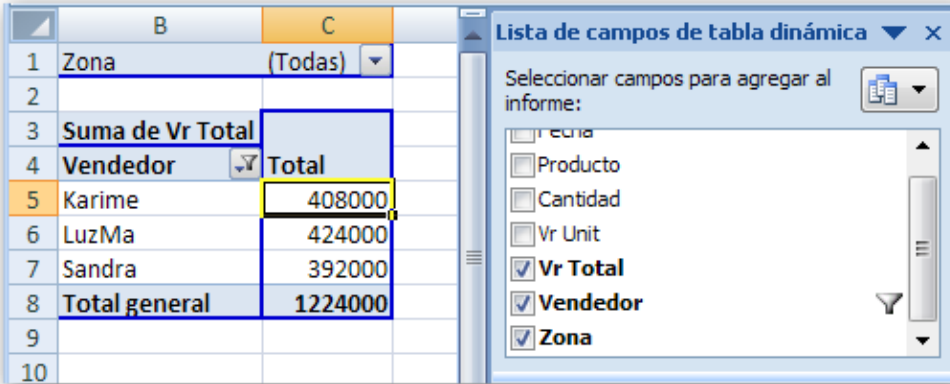 B C
1 Zona (Todas)
2
3 Suma de Vr Total
4 Vendedor Total
5 Karime 408000
6 LuzMa 424000
7 Sandra 392000
8 Total general 1224000
9
10
Lista de campos de tabla dinámica
Seleccionar campos para agregar al
informe:
Fecha
Producto
Cantidad
Vr Unit
Vr Total
Vendedor
Zona